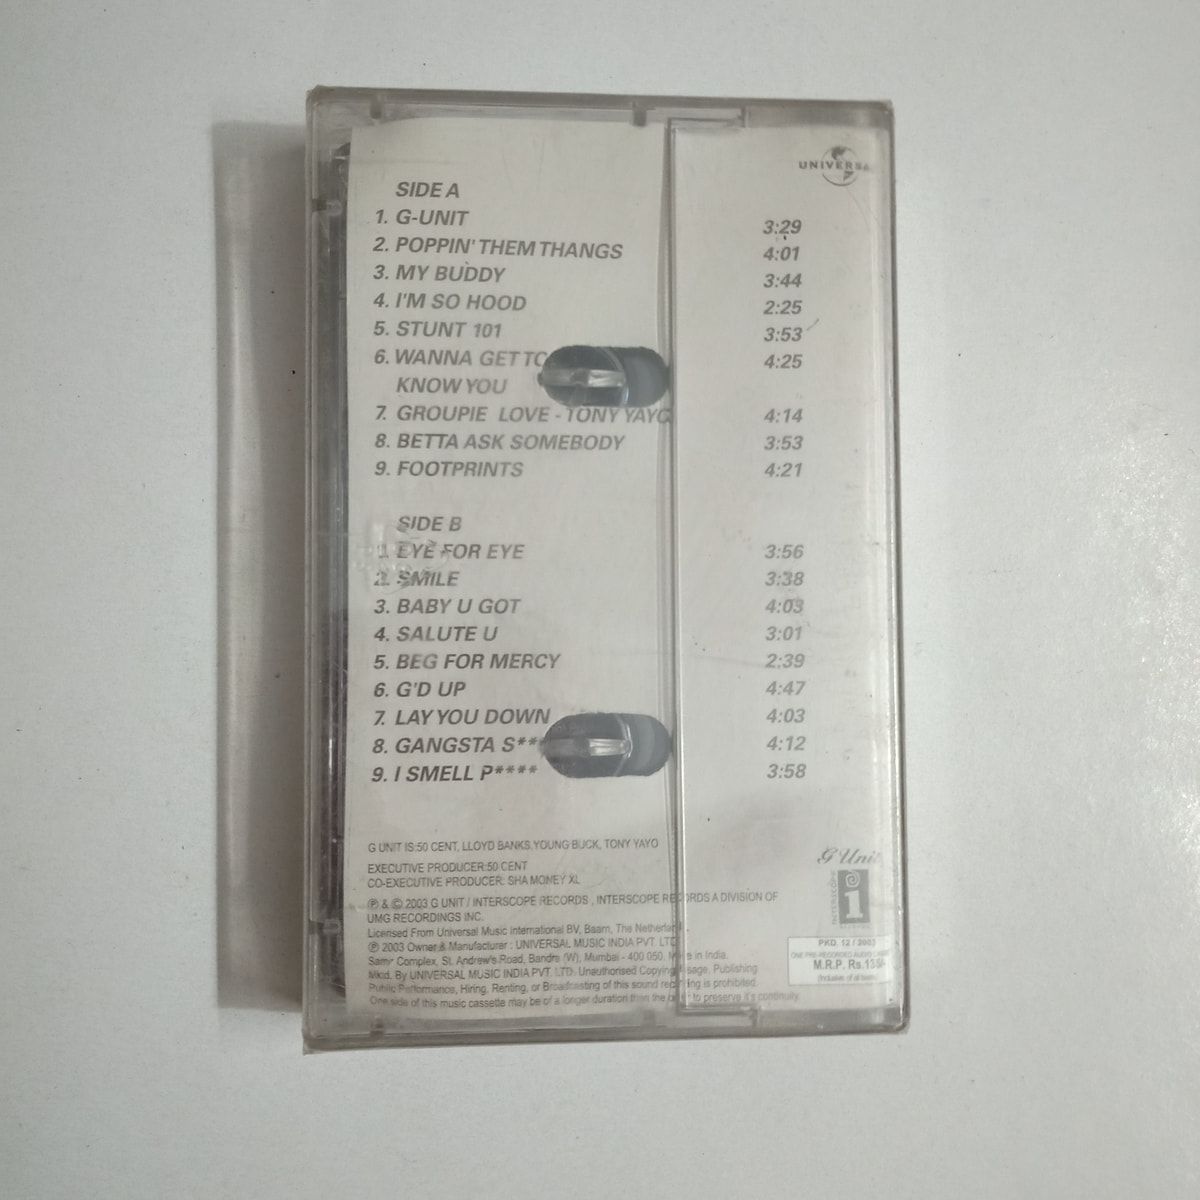 UNIVERSA
SIDE A
1. G-UNIT 3:29
2. POPPIN' THEM THANGS 4:01
3. MY BUDDY 3:44
4. I'M SO HOOD 2:25
5. STUNT 101 3:53
6. WANNA GET TO 4:25
KNOW YOU
7. GROUPIE LOVE - TONY YAYO 4:14
8. BETTA ASK SOMEBODY 3:53
9. FOOTPRINTS 4:21
SIDE B
1. EYE FOR EYE 3:56
2. SMILE 3:38
3. BABY U GOT 4:03
4. SALUTE U 3:01
5. BEG FOR MERCY 2:39
6. G'D UP 4:47
7. LAY YOU DOWN 4:03
8. GANGSTA S** 4:12
9. I SMELL P**** 3:58
G UNIT IS:50 CENT, LLOYD BANKS, YOUNG BUCK, TONY YAYO
EXECUTIVE PRODUCER:50 CENT
CO-EXECUTIVE PRODUCER: SHA MONEY XL
℗ & © 2003 G UNIT / INTERSCOPE RECORDS , INTERSCOPE RECORDS A DIVISION OF
UMG RECORDINGS INC.
Licensed From Universal Music International BV, Baarn, The
℗ 2003 Owner & Manufacturer : UNIVERSAL MUSIC INDIA PVT. LTD
Samir Complex, St. Andrew's Road, Bandra (W), Mumbai - 400 050, Made in India.
Mktd. By UNIVERSAL MUSIC INDIA PVT. LTD. Unauthorised Copying, Usage, Publishing
Public Performance, Hiring, Renting, or Broadcasting of this sound recording is prohibited.
One side of this music cassette may be of a longer duration than the other to preserve it's continuity.
G Unit
INTERSCOPE
i
PKD. 12 / 2003
ONE PRE-RECORDED AUDIO
M.R.P. Rs.135/-
(Inclusive of all taxes)